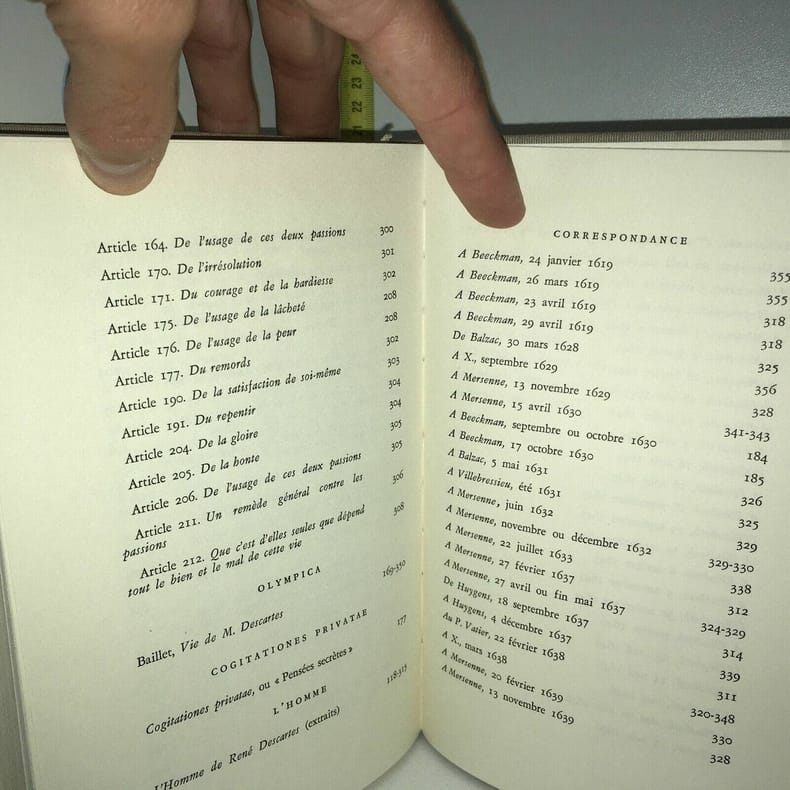 24
23
22
21
Article 164. De l'usage de ces deux passions 300
Article 170. De l'irrésolution 301
Article 171. Du courage et de la hardiesse 302
Article 175. De l'usage de la lâcheté 208
Article 176. De l'usage de la peur 208
Article 177. Du remords 302
Article 190. De la satisfaction de soi-même 303
Article 191. Du repentir 304
Article 204. De la gloire 304
Article 205. De la honte 305
Article 206. De l'usage de ces deux passions 305
Article 211. Un remède général contre les
passions 306
Article 212. Que c'est d'elles seules que dépend
tout le bien et le mal de cette vie 308
OLYMPICA
Baillet, Vie de M. Descartes 169-350
COGITATIONES PRIVATAE
Cogitationes privatae, ou « Pensées secrètes » 177
L'HOMME
L'Homme de René Descartes (extraits) 118-313
CORRESPONDANCE
A Beeckman, 24 janvier 1619 355
A Beeckman, 26 mars 1619 355
A Beeckman, 23 avril 1619 318
A Beeckman, 29 avril 1619 318
De Balzac, 30 mars 1628 325
A X., septembre 1629 356
A Mersenne, 13 novembre 1629 328
A Mersenne, 15 avril 1630 341-343
A Beeckman, septembre ou octobre 1630 184
A Beeckman, 17 octobre 1630 185
A Balzac, 5 mai 1631 326
A Villebressieu, été 1631 325
A Mersenne, juin 1632 329
A Mersenne, novembre ou décembre 1632 329-330
A Mersenne, 22 juillet 1633 338
A Mersenne, 27 février 1637 312
A Mersenne, 27 avril ou fin mai 1637 324-329
De Huygens, 18 septembre 1637 314
A Huygens, 4 décembre 1637 339
Au P. Vatier, 22 février 1638 311
A X., mars 1638 320-348
A Mersenne, 20 février 1639 330
A Mersenne, 13 novembre 1639 328